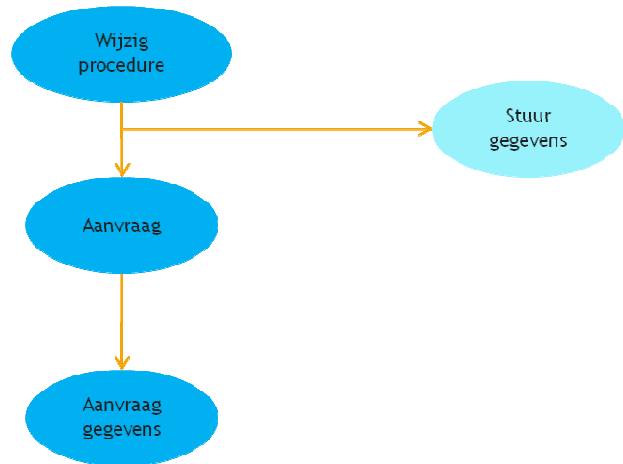 Wijzig
procedure
Stuur
gegevens
Aanvraag
Aanvraag
gegevens